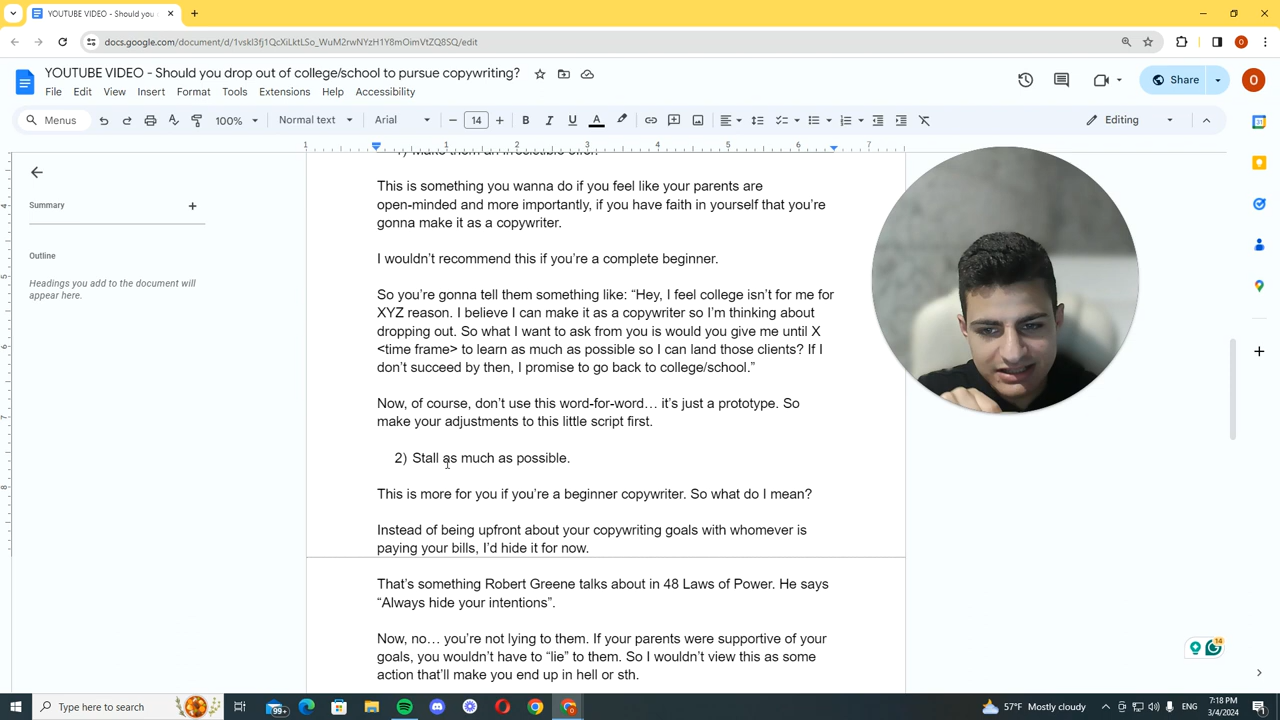 YOUTUBE VIDEO - Should you
docs.google.com/document/d/1vskl3fj1QcXiLktLSo_WuM2rwNYzH1Y8mOimVtZQ8SQ/edit
YOUTUBE VIDEO - Should you drop out of college/school to pursue copywriting?
File Edit View Insert Format Tools Extensions Help Accessibility
Share
O
Menus 100% Normal text Arial 14 Editing
Summary
Outline
Headings you add to the document will
appear here.
This is something you wanna do if you feel like your parents are
open-minded and more importantly, if you have faith in yourself that you're
gonna make it as a copywriter.
I wouldn't recommend this if you're a complete beginner.
So you're gonna tell them something like: “Hey, I feel college isn't for me for
XYZ reason. I believe I can make it as a copywriter so I'm thinking about
dropping out. So what I want to ask from you is would you give me until X
<time frame> to learn as much as possible so I can land those clients? If I
don't succeed by then, I promise to go back to college/school.”
Now, of course, don't use this word-for-word… it's just a prototype. So
make your adjustments to this little script first.
2) Stall as much as possible.
This is more for you if you're a beginner copywriter. So what do I mean?
Instead of being upfront about your copywriting goals with whomever is
paying your bills, I'd hide it for now.
That's something Robert Greene talks about in 48 Laws of Power. He says
“Always hide your intentions”.
Now, no… you're not lying to them. If your parents were supportive of your
goals, you wouldn't have to “lie” to them. So I wouldn't view this as some
action that'll make you end up in hell or sth.
14
Type here to search
99+
57°F Mostly cloudy
ENG
7:18 PM
3/4/2024